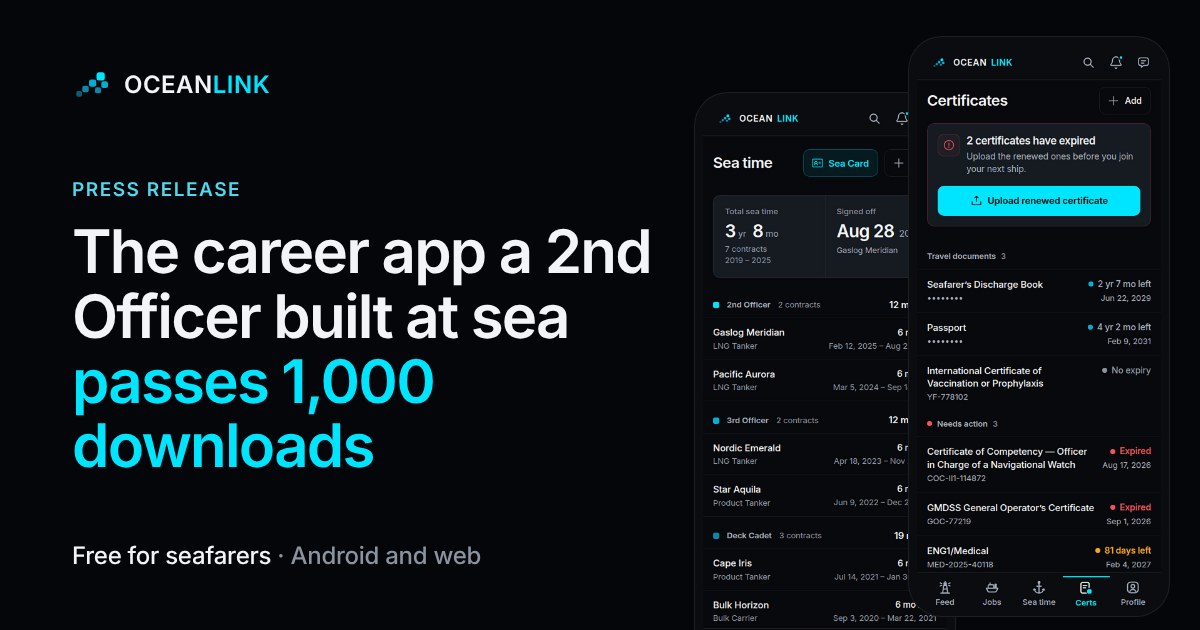 OCEANLINK
PRESS RELEASE
The career app a 2nd
Officer built at sea
passes 1,000
downloads
Free for seafarers · Android and web
OCEAN LINK
Sea time
Sea Card
Total sea time
3 yr 8 mo
7 contracts
2019 – 2025
Signed off
Aug 28 20
Gaslog Meridian
2nd Officer 2 contracts 12 m
Gaslog Meridian 6
LNG Tanker Feb 12, 2025 – Aug 2
Pacific Aurora 6
LNG Tanker Mar 5, 2024 – Sep
3rd Officer 2 contracts 12 m
Nordic Emerald 6
LNG Tanker Apr 18, 2023 – Nov
Star Aquila 6
Product Tanker Jun 9, 2022 – Dec 2
Deck Cadet 3 contracts 19
Cape Iris 6
Product Tanker Jul 14, 2021 – Jan 3
Bulk Horizon 6 mo
Bulk Carrier Sep 3, 2020 – Mar 22, 2021
OCEAN LINK
Certificates
+ Add
2 certificates have expired
Upload the renewed ones before you join
your next ship.
Upload renewed certificate
Travel documents 3
Seafarer's Discharge Book 2 yr 7 mo left
•••••••• Jun 22, 2029
Passport 4 yr 2 mo left
•••••••• Feb 9, 2031
International Certificate of No expiry
Vaccination or Prophylaxis
YF-778102
Needs action 3
Certificate of Competency — Officer Expired
in Charge of a Navigational Watch Aug 17, 2026
COC-II1-114872
GMDSS General Operator's Certificate Expired
GOC-77219 Sep 1, 2026
ENG1/Medical 81 days left
MED-2025-40118 Feb 4, 2027
Feed Jobs Sea time Certs Profile